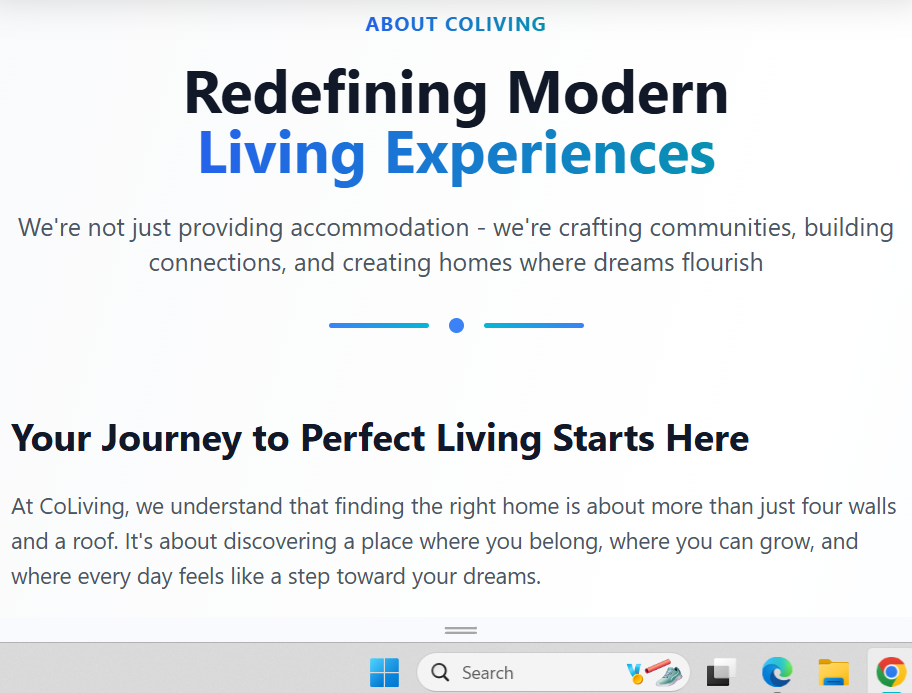 ABOUT COLIVING
Redefining Modern
Living Experiences
We're not just providing accommodation - we're crafting communities, building
connections, and creating homes where dreams flourish
Your Journey to Perfect Living Starts Here
At CoLiving, we understand that finding the right home is about more than just four walls
and a roof. It's about discovering a place where you belong, where you can grow, and
where every day feels like a step toward your dreams.
Search